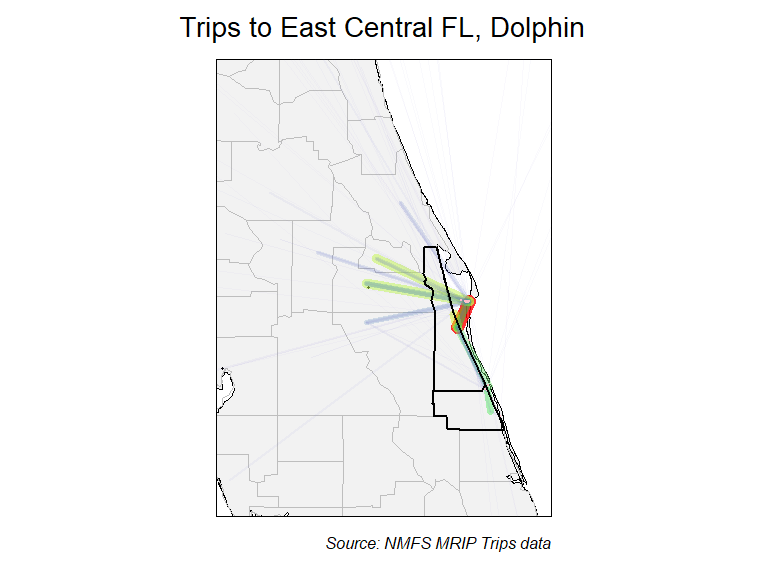 Trips to East Central FL, Dolphin
Source: NMFS MRIP Trips data